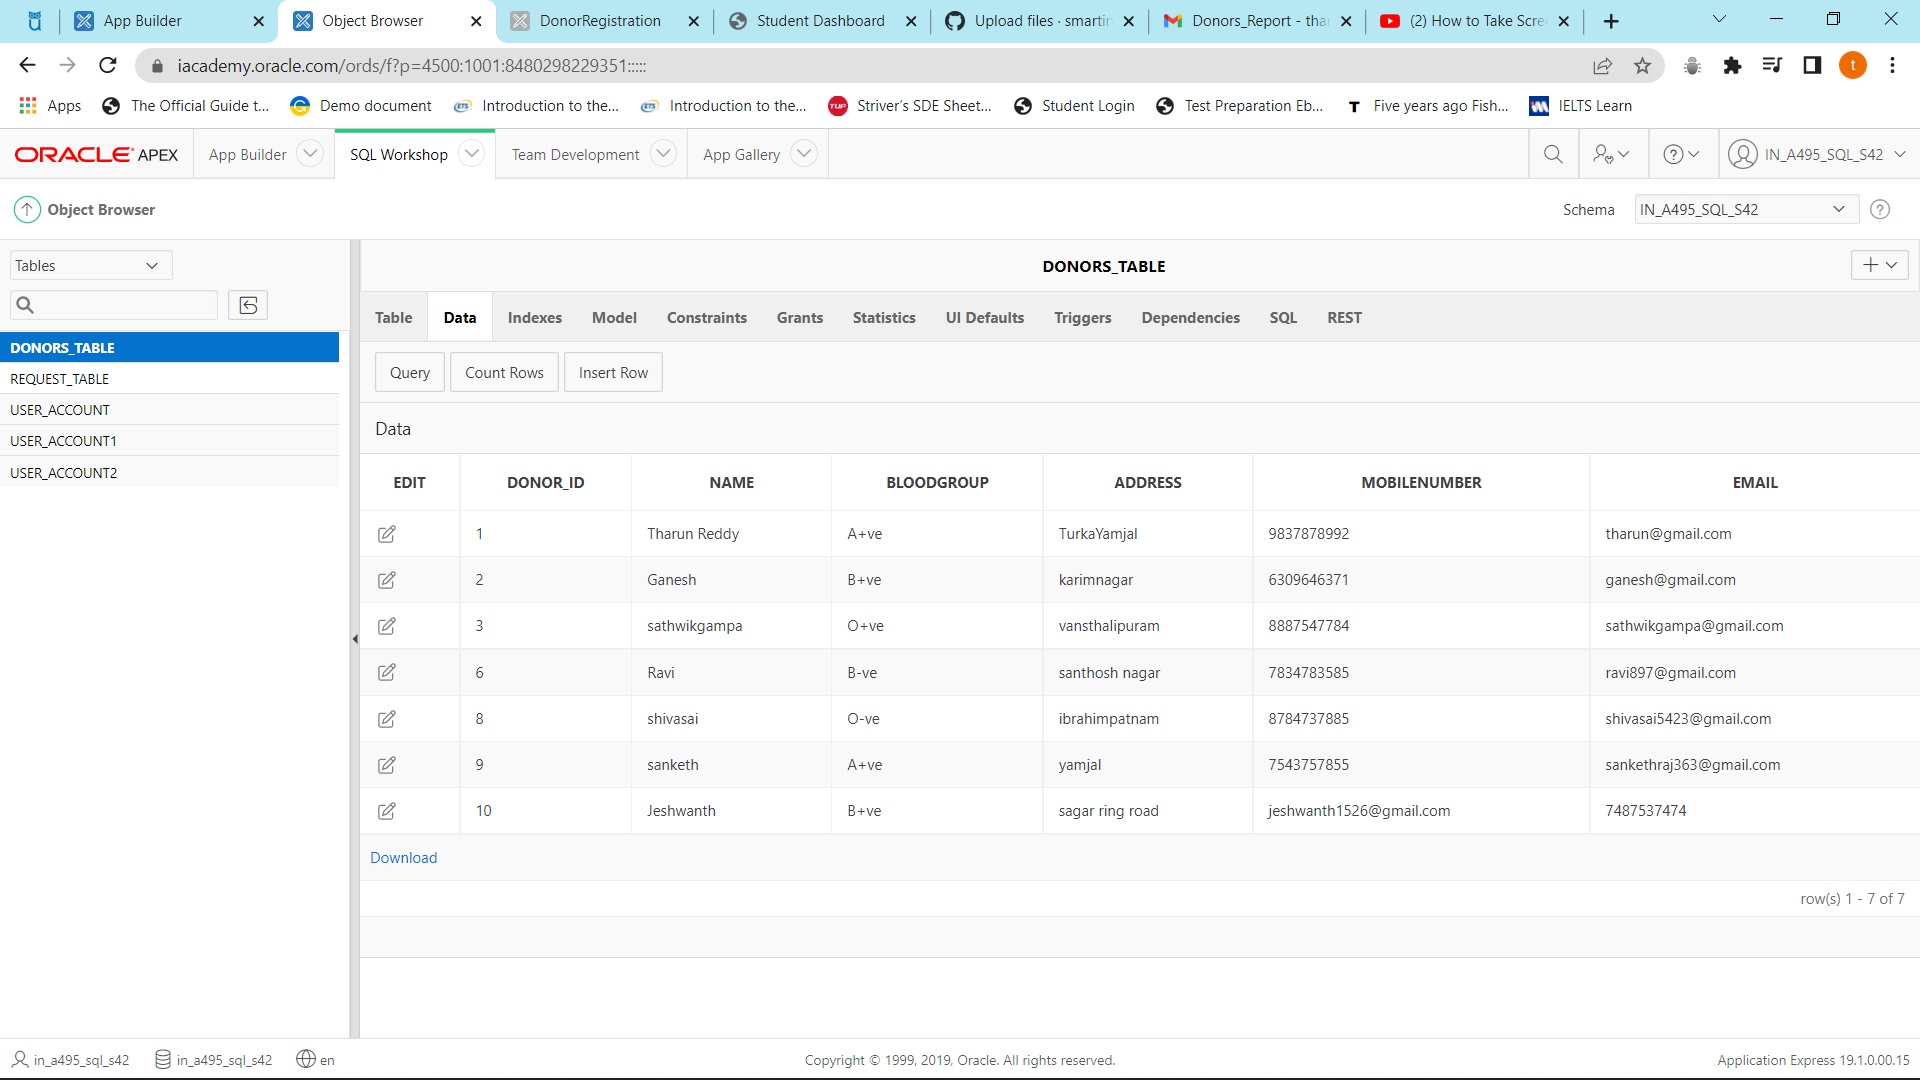 App Builder
Object Browser
DonorRegistration
Student Dashboard
Upload files · smartin
Donors_Report - thar
(2) How to Take Scre
iacademy.oracle.com/ords/f?p=4500:1001:8480298229351:::::
t
Apps
The Official Guide t...
Demo document
ETS
Introduction to the...
ETS
Introduction to the...
TUF
Striver's SDE Sheet...
Student Login
Test Preparation Eb...
T
Five years ago Fish...
IELTS Learn
ORACLE APEX
App Builder
SQL Workshop
Team Development
App Gallery
IN_A495_SQL_S42
Object Browser
Schema
IN_A495_SQL_S42
Tables
DONORS_TABLE
REQUEST_TABLE
USER_ACCOUNT
USER_ACCOUNT1
USER_ACCOUNT2
DONORS_TABLE
Table Data Indexes Model Constraints Grants Statistics UI Defaults Triggers Dependencies SQL REST
Query Count Rows Insert Row
Data
EDIT DONOR_ID NAME BLOODGROUP ADDRESS MOBILENUMBER EMAIL
1 Tharun Reddy A+ve TurkaYamjal 9837878992 tharun@gmail.com
2 Ganesh B+ve karimnagar 6309646371 ganesh@gmail.com
3 sathwikgampa O+ve vansthalipuram 8887547784 sathwikgampa@gmail.com
6 Ravi B-ve santhosh nagar 7834783585 ravi897@gmail.com
8 shivasai O-ve ibrahimpatnam 8784737885 shivasai5423@gmail.com
9 sanketh A+ve yamjal 7543757855 sankethraj363@gmail.com
10 Jeshwanth B+ve sagar ring road jeshwanth1526@gmail.com 7487537474
Download
row(s) 1 - 7 of 7
in_a495_sql_s42
in_a495_sql_s42
en
Copyright © 1999, 2019, Oracle. All rights reserved.
Application Express 19.1.0.00.15